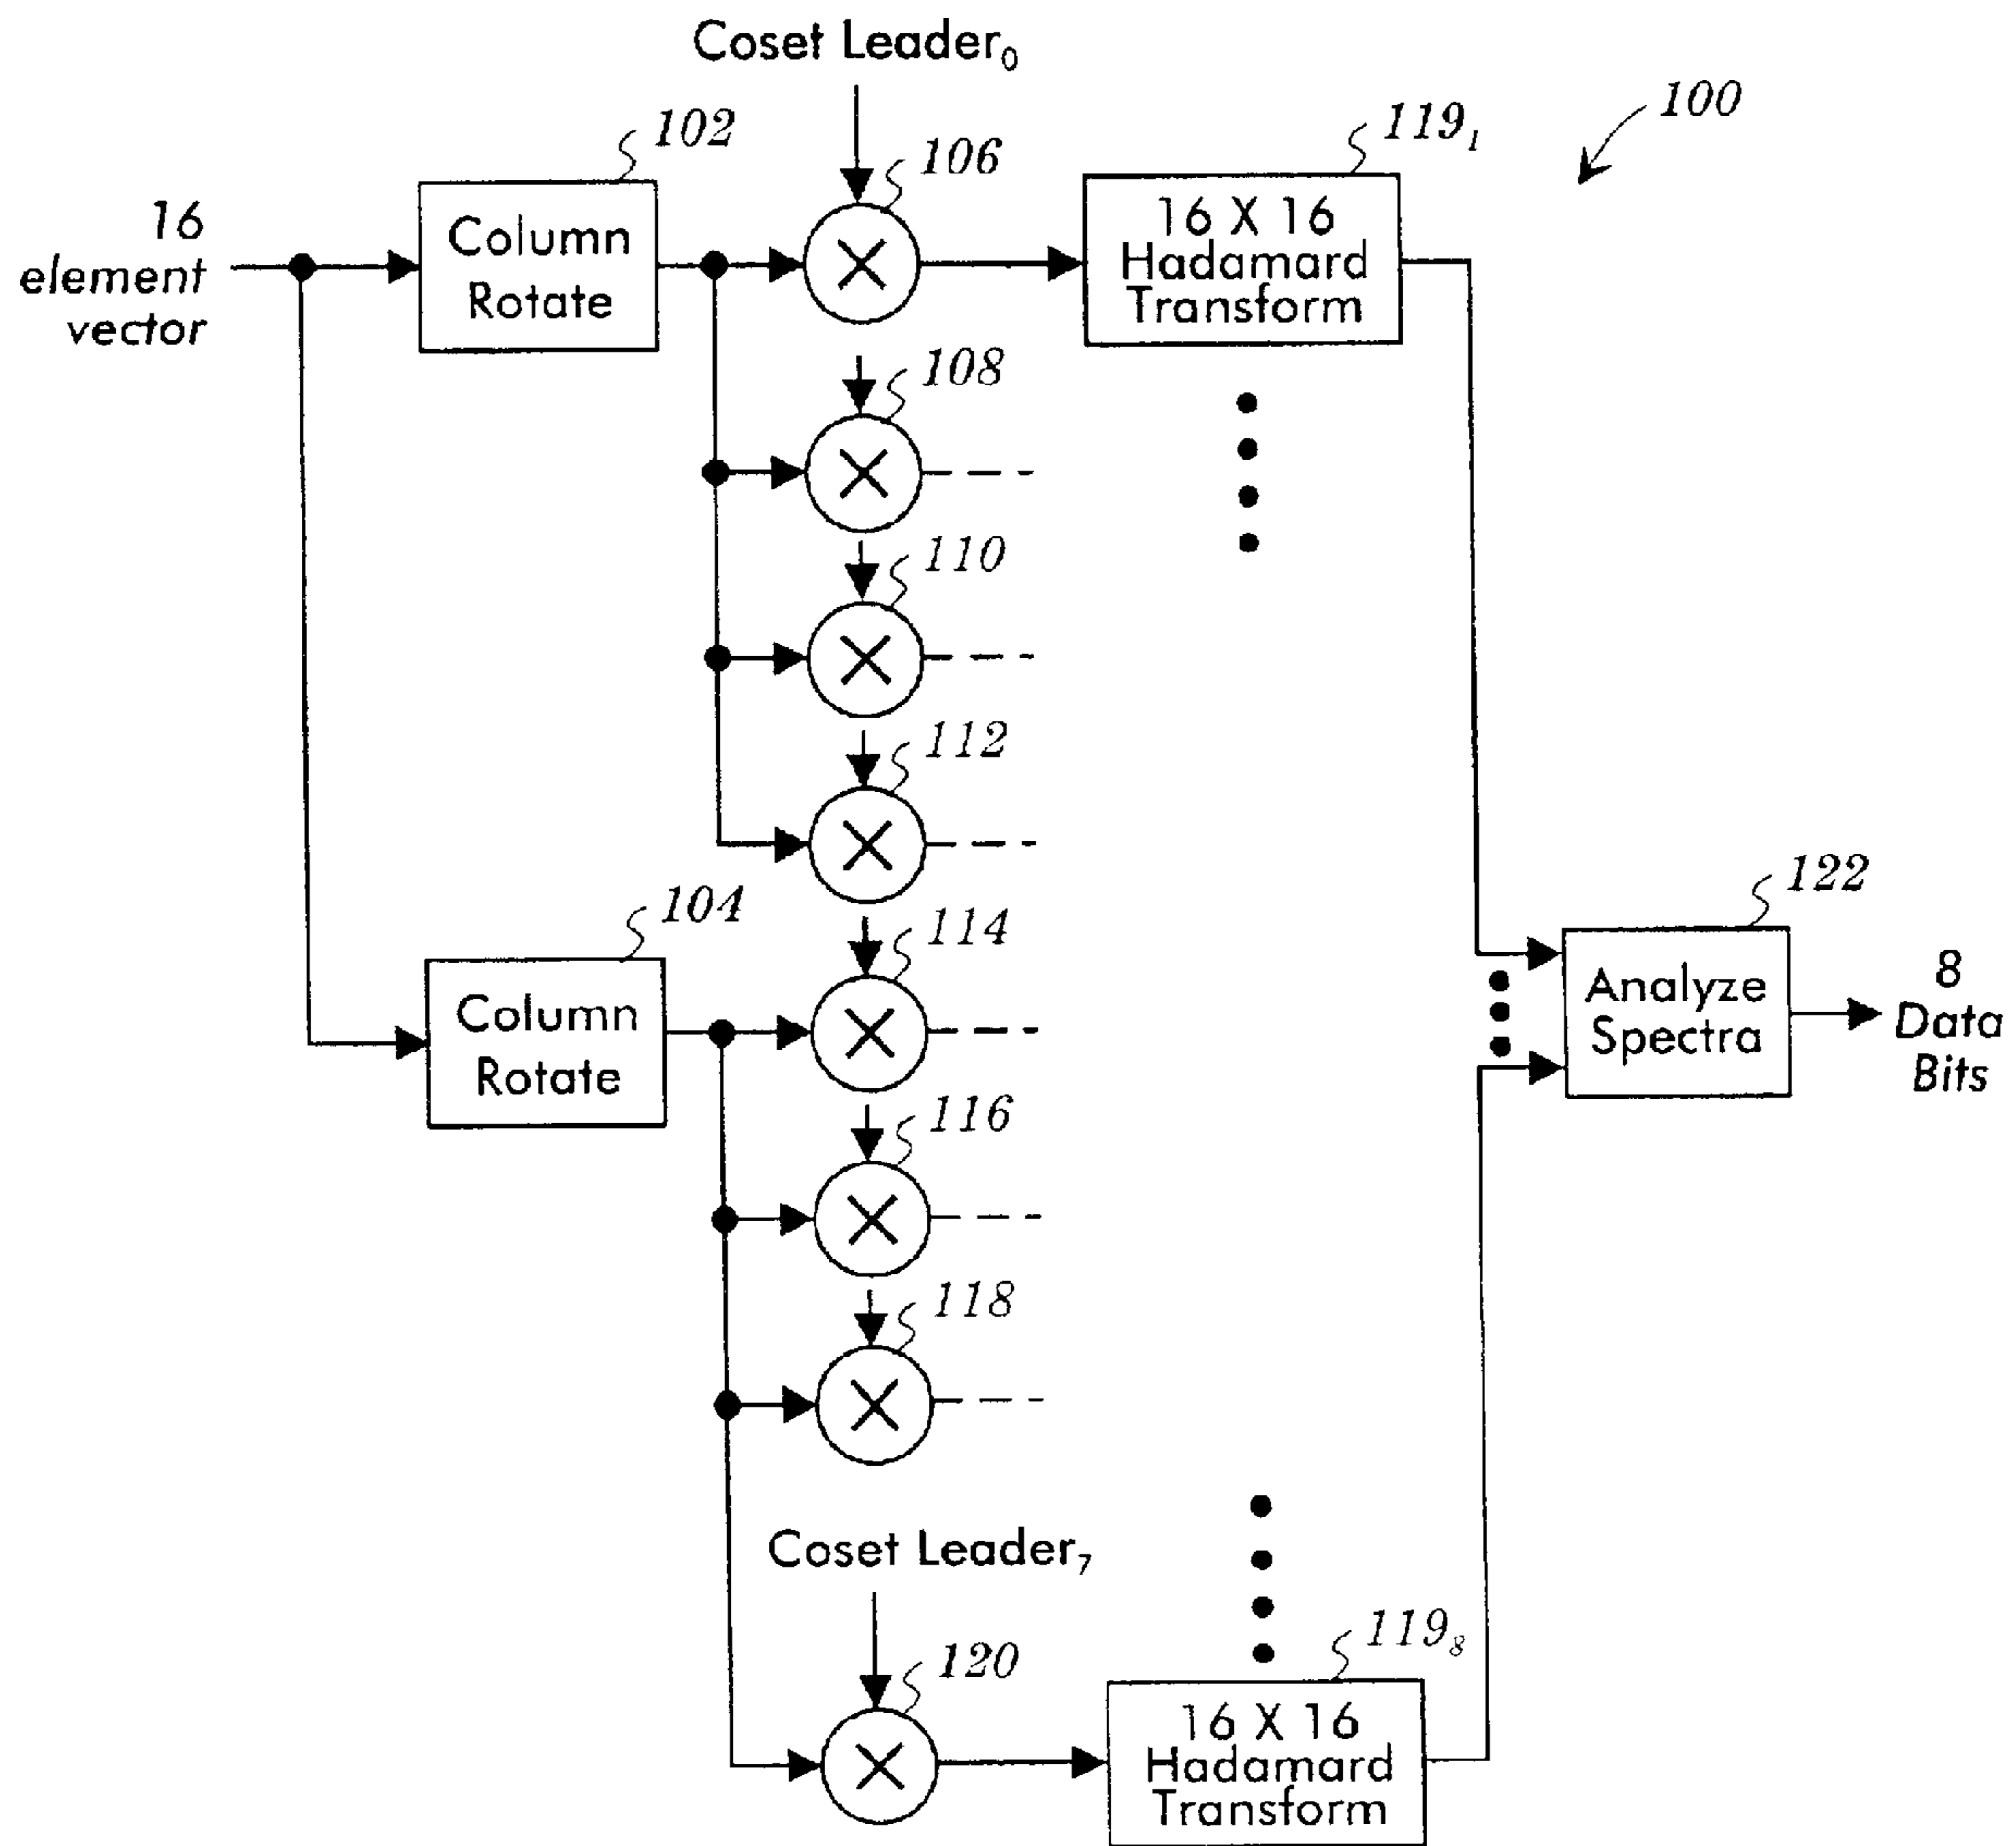 Coset Leader₀
100
102
106
119₁
16
element
vector
Column
Rotate
16 X 16
Hadamard
Transform
108
110
112
104
114
122
Column
Rotate
Analyze
Spectra
8
Data
Bits
116
118
Coset Leader₇
120
119₈
16 X 16
Hadamard
Transform